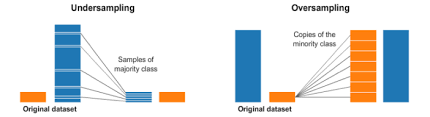 Undersampling
Samples of
majority class
Original dataset
Oversampling
Copies of the
minority class
Original dataset